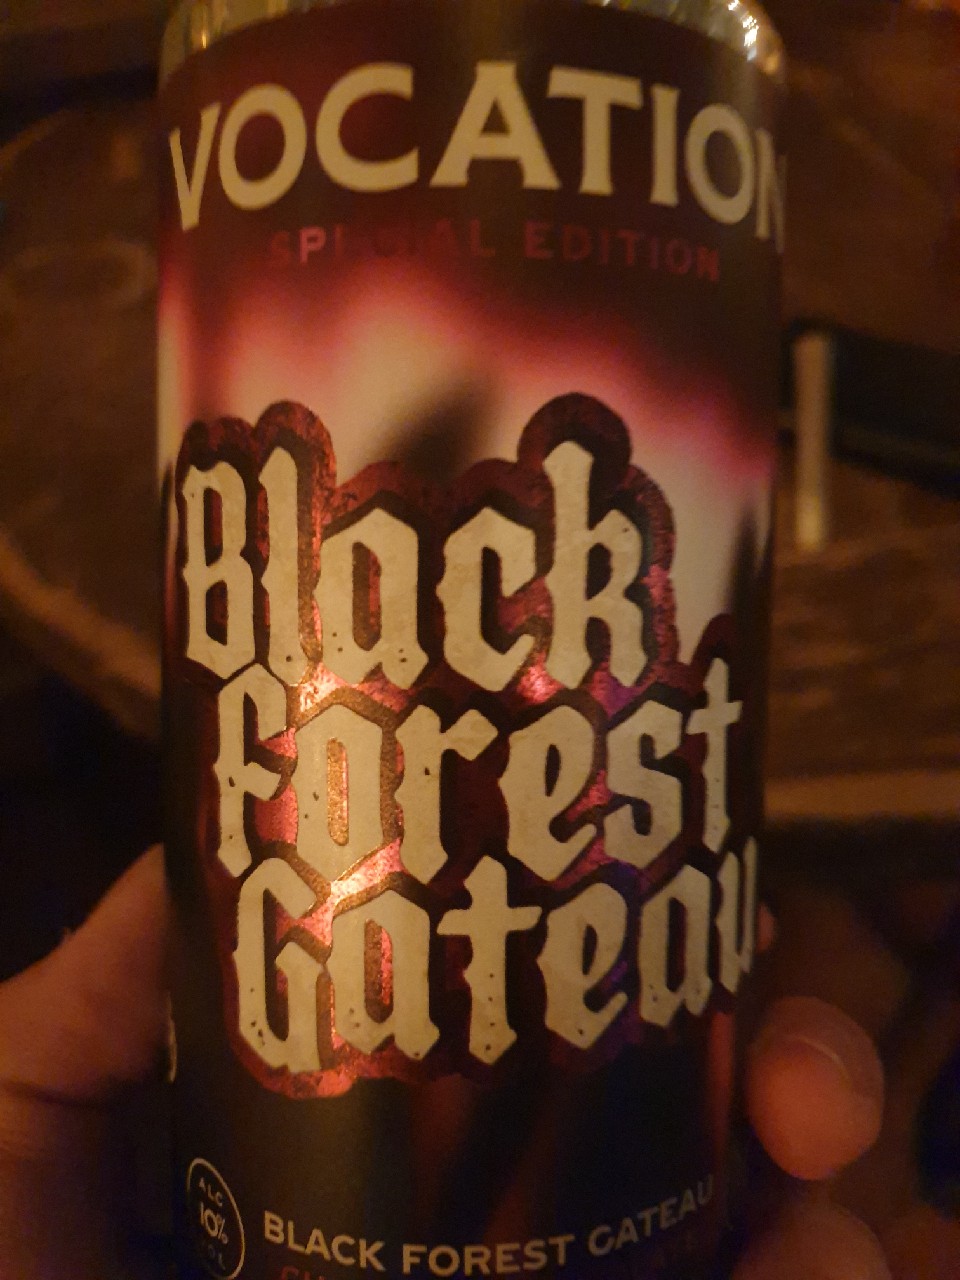 VOCATION
SPECIAL EDITION
Black
forest
Gateau
ALC
10%
VOL
BLACK FOREST GATEAU